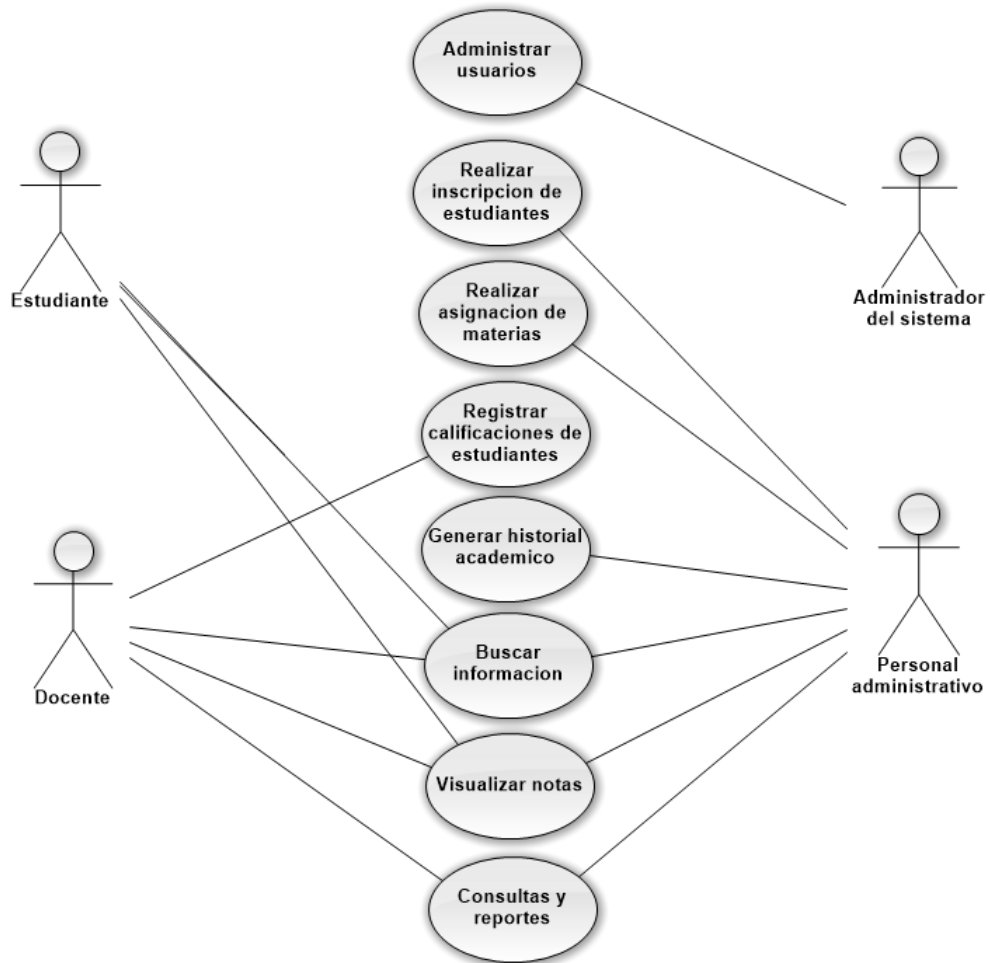 Administrar
usuarios
Realizar
inscripcion de
estudiantes
Estudiante
Administrador
del sistema
Realizar
asignacion de
materias
Registrar
calificaciones de
estudiantes
Generar historial
academico
Docente
Buscar
informacion
Personal
administrativo
Visualizar notas
Consultas y
reportes